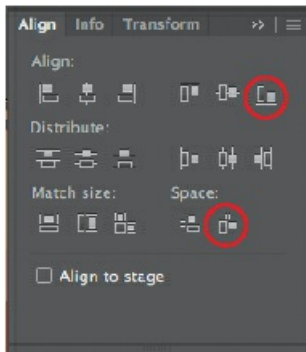 Align Info Transform
Align:
Distribute:
Match size: Space:
Align to stage